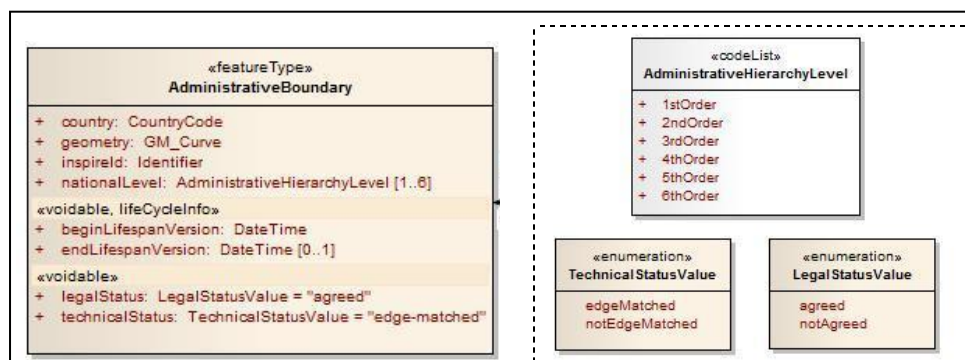 «featureType»
AdministrativeBoundary
+ country: CountryCode
+ geometry: GM_Curve
+ inspireId: Identifier
+ nationalLevel: AdministrativeHierarchyLevel [1..6]
«voidable, lifeCycleInfo»
+ beginLifespanVersion: DateTime
+ endLifespanVersion: DateTime [0..1]
«voidable»
+ legalStatus: LegalStatusValue = "agreed"
+ technicalStatus: TechnicalStatusValue = "edge-matched"
«codeList»
AdministrativeHierarchyLevel
+ 1stOrder
+ 2ndOrder
+ 3rdOrder
+ 4thOrder
+ 5thOrder
+ 6thOrder
«enumeration»
TechnicalStatusValue
edgeMatched
notEdgeMatched
«enumeration»
LegalStatusValue
agreed
notAgreed